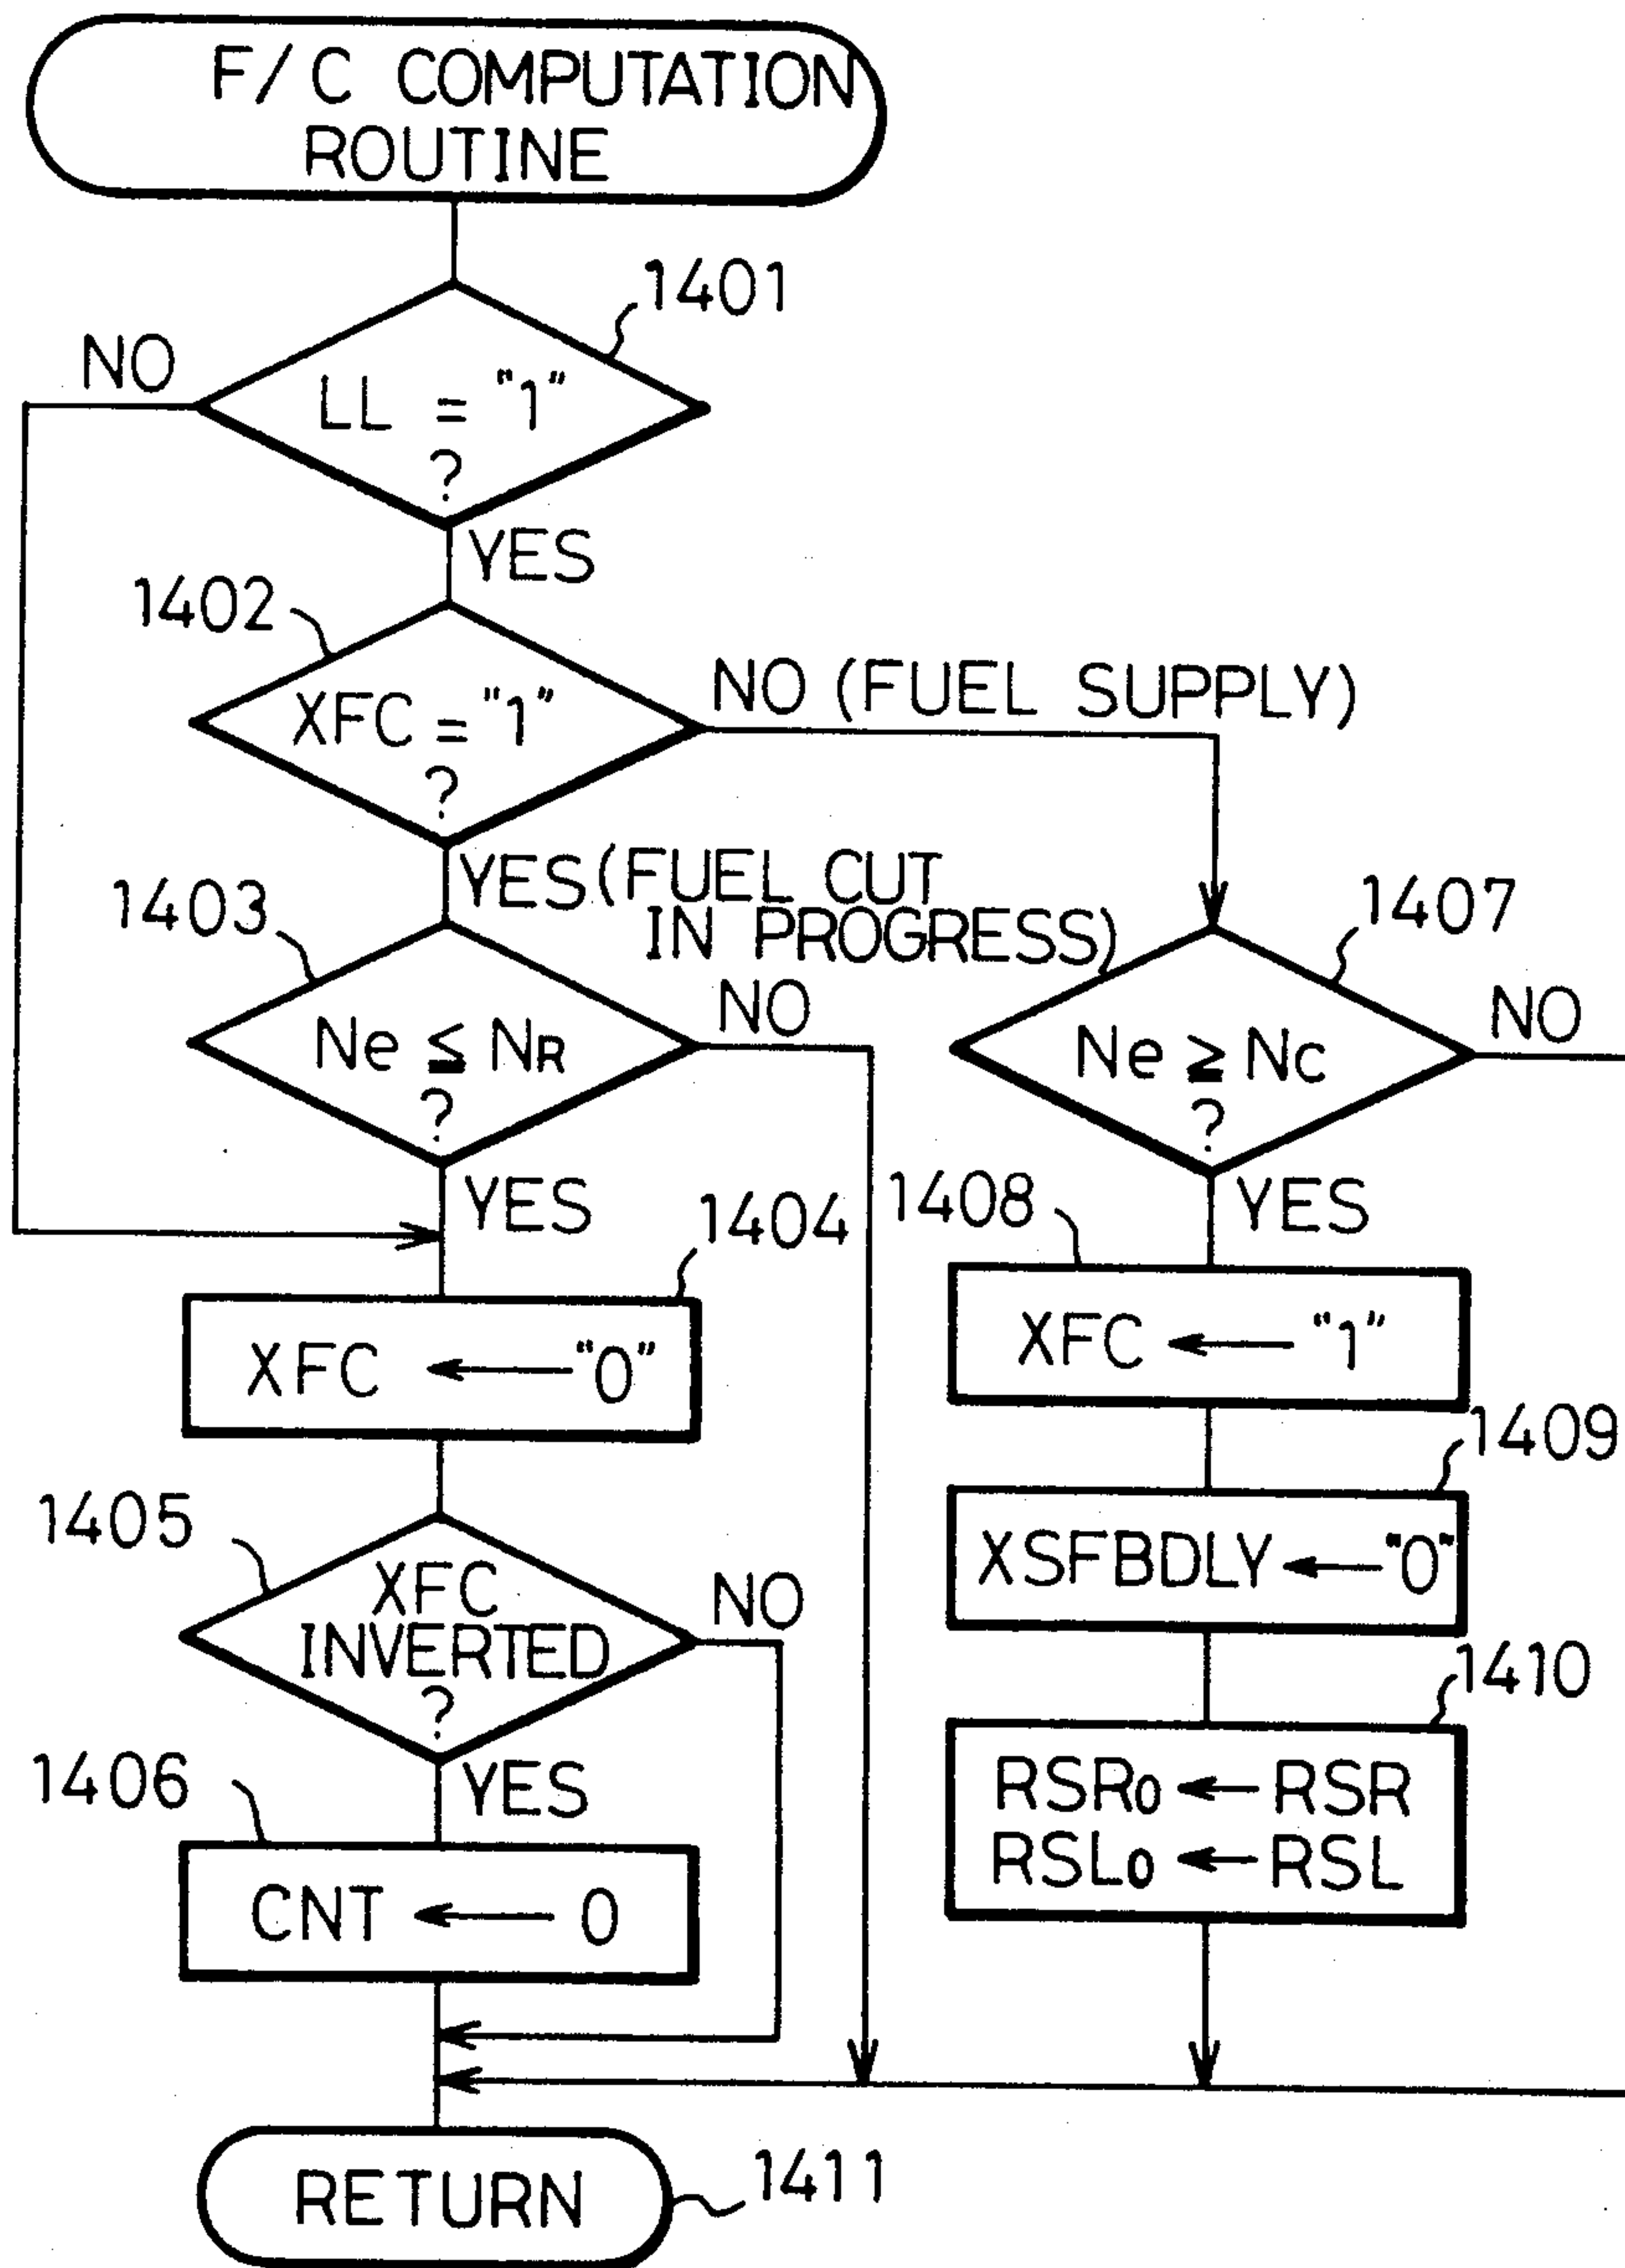 F/C COMPUTATION
ROUTINE
1401
NO
LL = "1"
?
YES
1402
XFC = "1"
?
NO (FUEL SUPPLY)
YES (FUEL CUT
IN PROGRESS)
1403
Ne ≦ NR
?
NO
YES
1407
Ne ≧ NC
?
NO
YES
1404
XFC ← "0"
1408
XFC ← "1"
1405
XFC
INVERTED
?
NO
YES
1409
XSFBDLY ← "0"
1406
CNT ← 0
1410
RSR0 ← RSR
RSL0 ← RSL
RETURN
1411